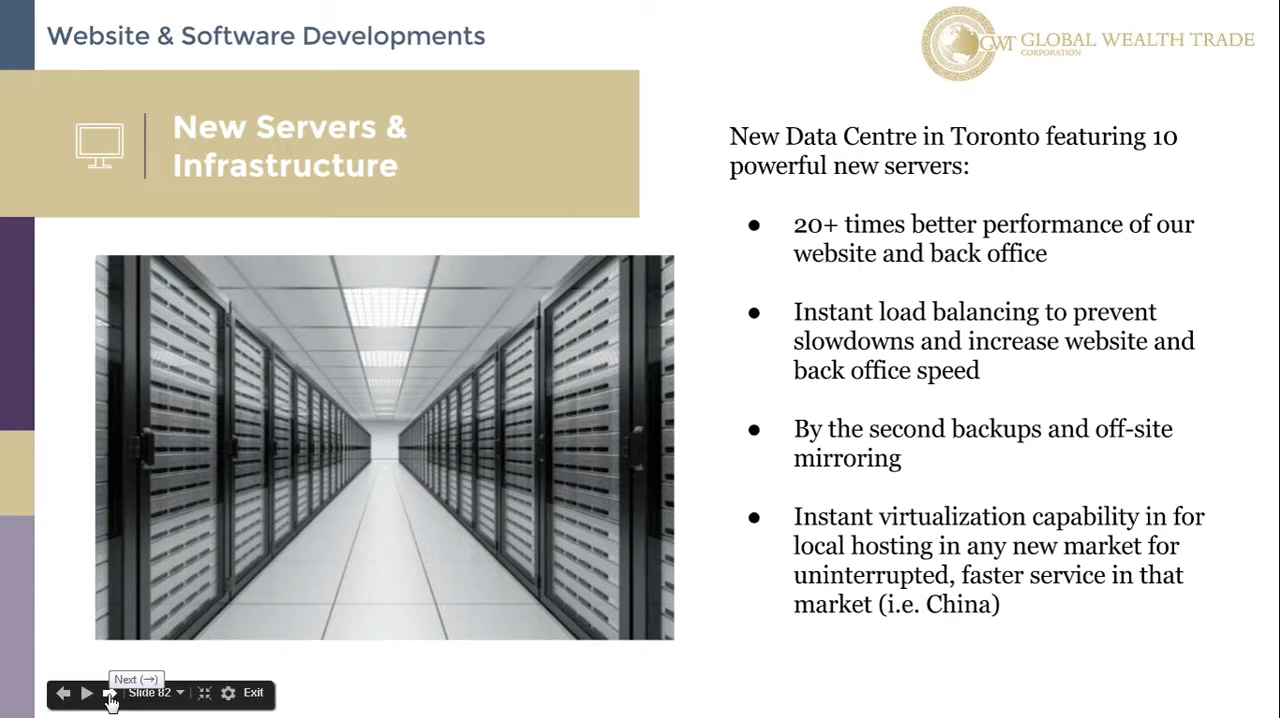 Website & Software Developments
GWT GLOBAL WEALTH TRADE
CORPORATION
New Servers &
Infrastructure
New Data Centre in Toronto featuring 10
powerful new servers:
● 20+ times better performance of our
website and back office
● Instant load balancing to prevent
slowdowns and increase website and
back office speed
● By the second backups and off-site
mirroring
● Instant virtualization capability in for
local hosting in any new market for
uninterrupted, faster service in that
market (i.e. China)
Next (→)
Slide 82
Exit